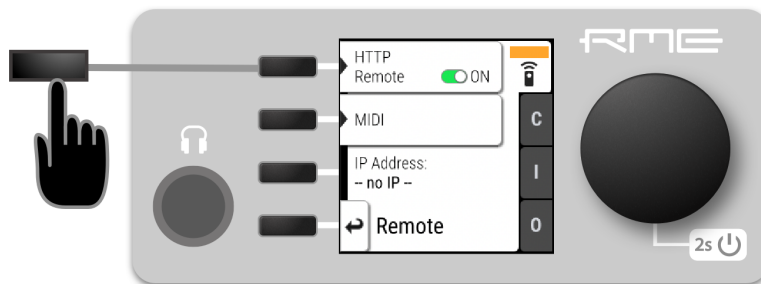 RME
HTTP
Remote ON
MIDI
C
IP Address:
-- no IP --
I
Remote
O
2s